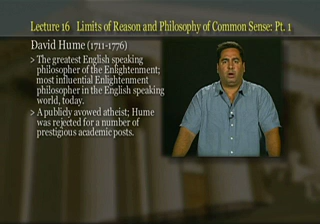 Lecture 16 Limits of Reason and Philosophy of Common Sense: Pt. 1
David Hume (1711-1776)
> The greatest English speaking
philosopher of the Enlightenment;
most influential Enlightenment
philosopher in the English speaking
world, today.
> A publicly avowed atheist; Hume
was rejected for a number of
prestigious academic posts.